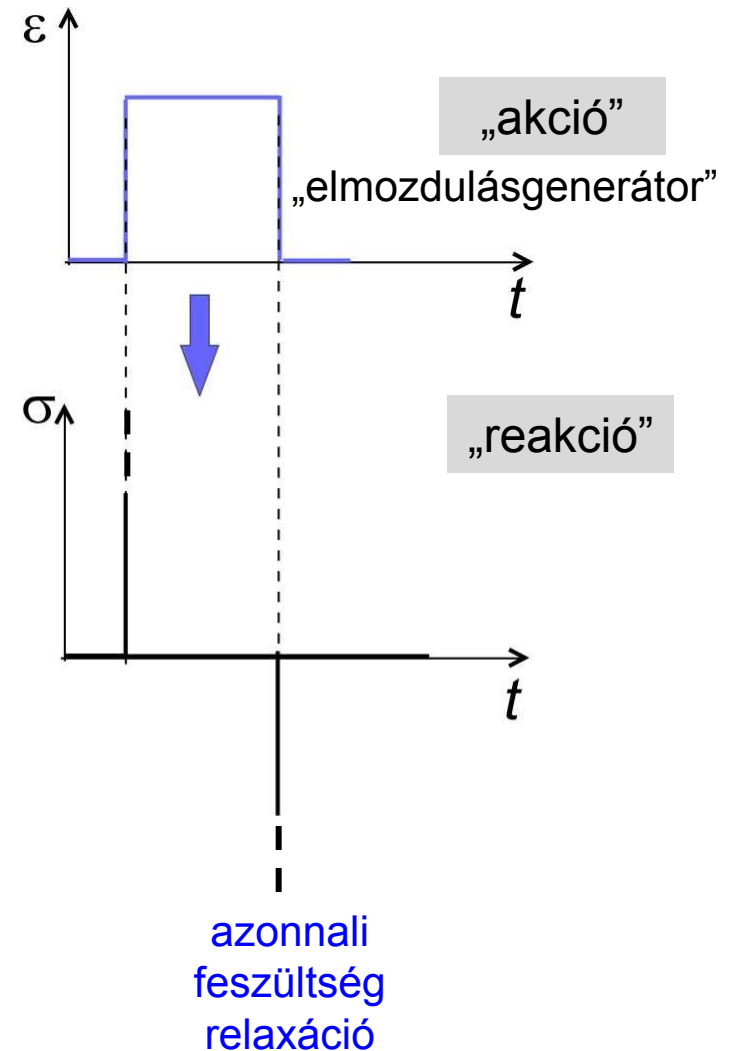 ε
„akció”
„elmozdulásgenerátor”
t
σ
„reakció”
t
azonnali
feszültség
relaxáció